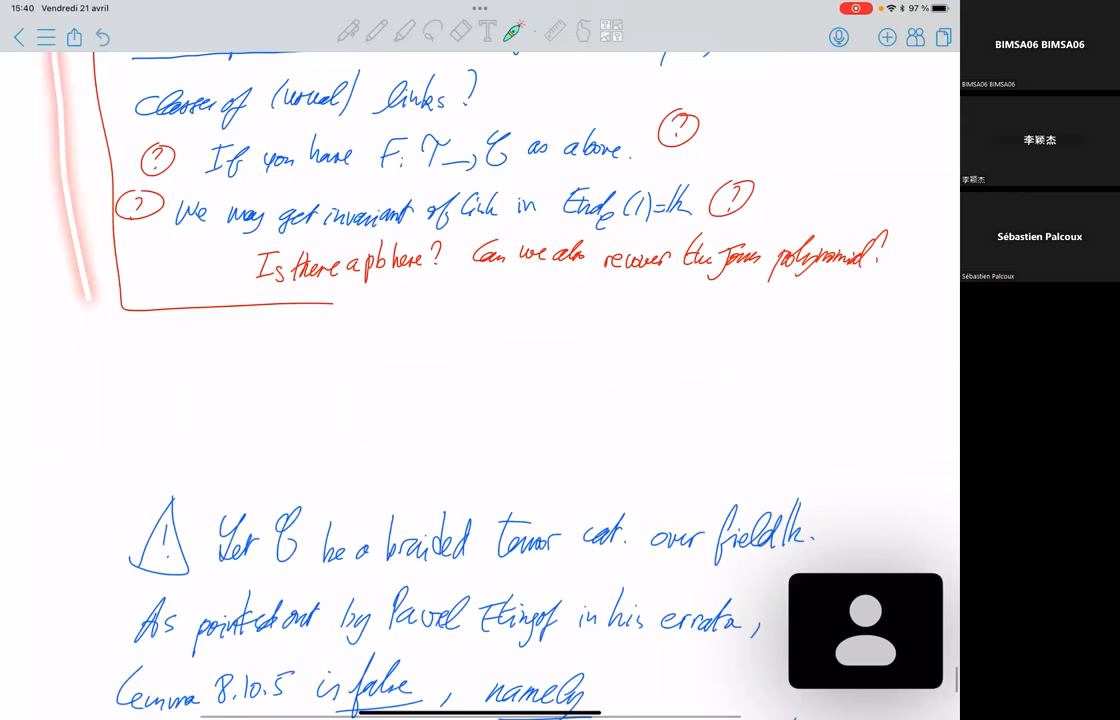 15:40 Vendredi 21 avril
97 %
classes of (usual) links?
? If you have F: T → C as above. ?
? We may get invariant of link in End_C(1)=lk ?
Is there a pb here? Can we also recover the Jones polynomial?
! Let C be a braided tensor cat. over field lk.
As pointed out by Pavel Etingof in his errata,
Lemma 8.10.5 is false, namely
BIMSA06 BIMSA06
BIMSA06 BIMSA06
李颖杰
李颖杰
Sébastien Palcoux
Sébastien Palcoux